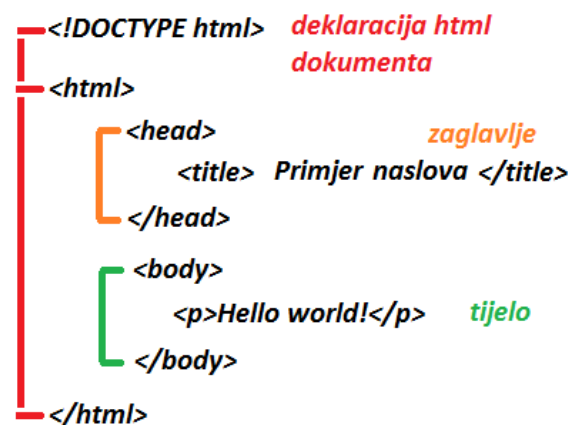 <!DOCTYPE html> deklaracija html
dokumenta
<html>
<head> zaglavlje
<title> Primjer naslova </title>
</head>
<body>
<p>Hello world!</p> tijelo
</body>
</html>